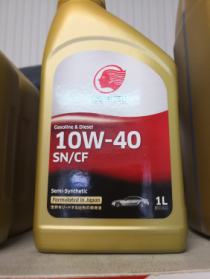 Gasoline & Diesel
10W-40
SN/CF
Semi-Synthetic
Formulated in Japan
1L